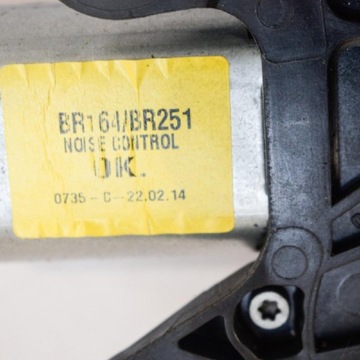 BR164/BR251
NOISE CONTROL
OK.
0735-C-22.02.14